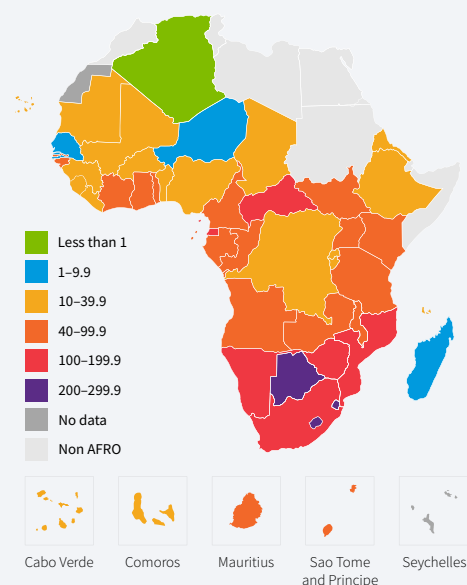 Less than 1
1–9.9
10–39.9
40–99.9
100–199.9
200–299.9
No data
Non AFRO
Cabo Verde
Comoros
Mauritius
Sao Tome
and Principe
Seychelles